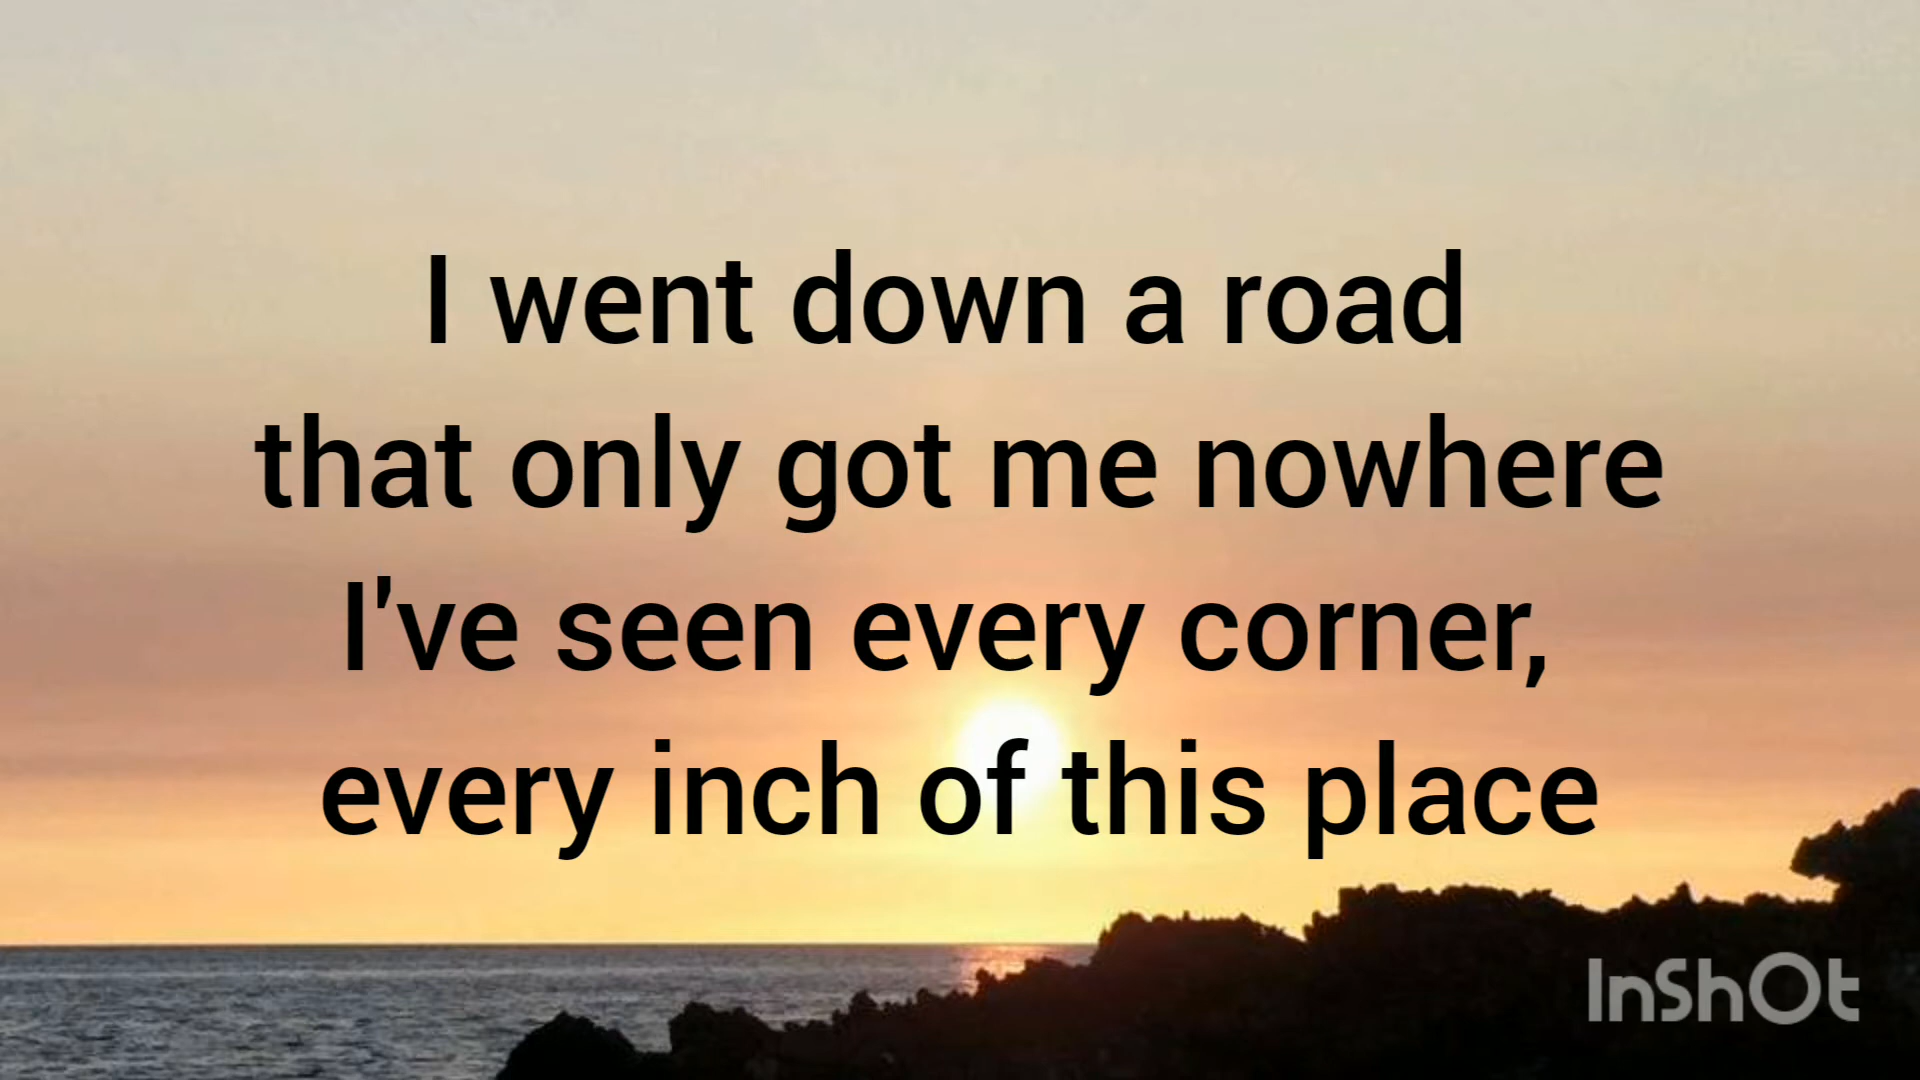 I went down a road
that only got me nowhere
I've seen every corner,
every inch of this place
InShOt